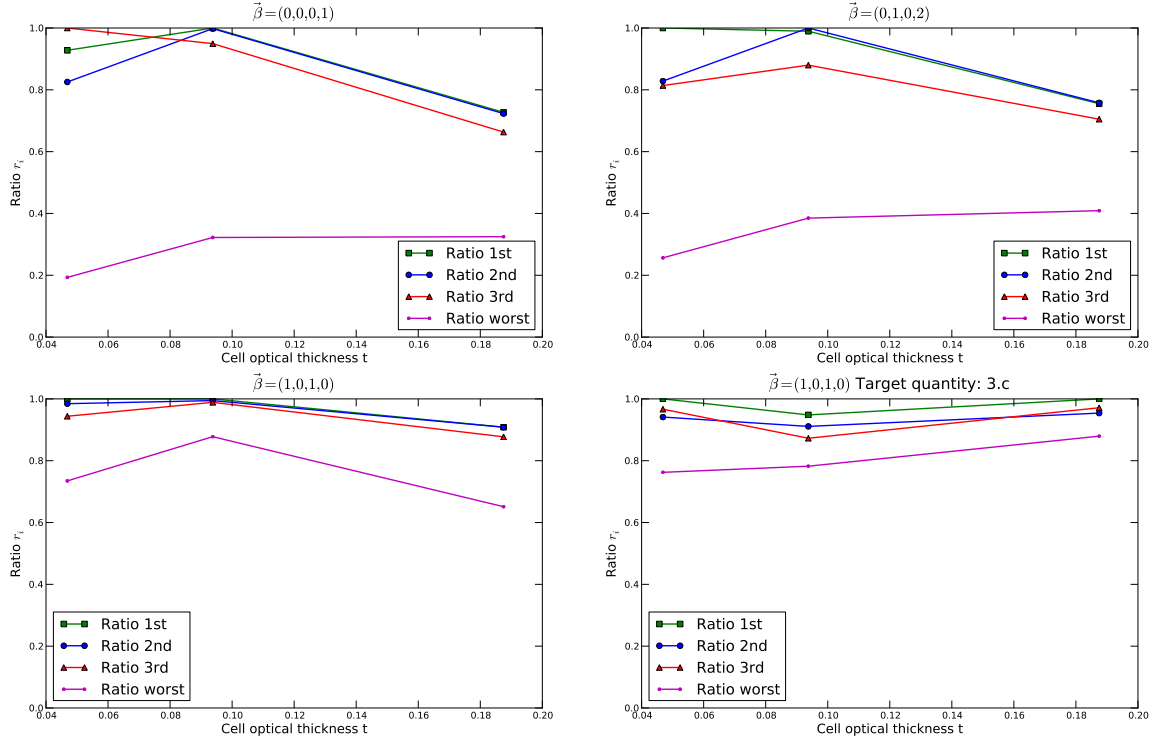 β⃗=(0,0,0,1)
1.0
0.8
0.6
0.4
0.2
0.0
Ratio rᵢ
Ratio 1st
Ratio 2nd
Ratio 3rd
Ratio worst
0.04 0.06 0.08 0.10 0.12 0.14 0.16 0.18 0.20
Cell optical thickness t
β⃗=(0,1,0,2)
1.0
0.8
0.6
0.4
0.2
0.0
Ratio rᵢ
Ratio 1st
Ratio 2nd
Ratio 3rd
Ratio worst
0.04 0.06 0.08 0.10 0.12 0.14 0.16 0.18 0.20
Cell optical thickness t
β⃗=(1,0,1,0)
1.0
0.8
0.6
0.4
0.2
0.0
Ratio rᵢ
Ratio 1st
Ratio 2nd
Ratio 3rd
Ratio worst
0.04 0.06 0.08 0.10 0.12 0.14 0.16 0.18 0.20
Cell optical thickness t
β⃗=(1,0,1,0) Target quantity: 3.c
1.0
0.8
0.6
0.4
0.2
0.0
Ratio rᵢ
Ratio 1st
Ratio 2nd
Ratio 3rd
Ratio worst
0.04 0.06 0.08 0.10 0.12 0.14 0.16 0.18 0.20
Cell optical thickness t